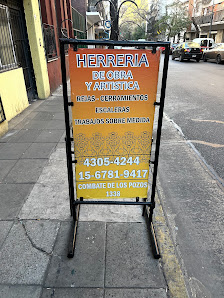 HERRERIA
DE OBRA
Y ARTISTICA
REJAS - CERRAMIENTOS
ESCALERAS
TRABAJOS SOBRE MEDIDA
4305-4244
15-6781-9417
COMBATE DE LOS POZOS
1338